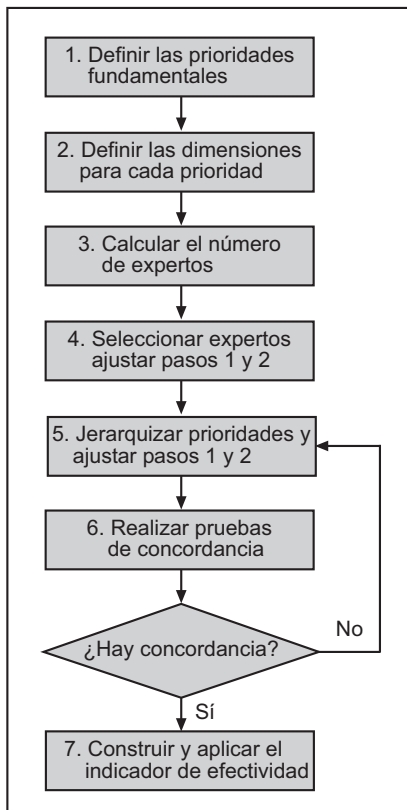 1. Definir las prioridades
fundamentales
2. Definir las dimensiones
para cada prioridad
3. Calcular el número
de expertos
4. Seleccionar expertos
ajustar pasos 1 y 2
5. Jerarquizar prioridades y
ajustar pasos 1 y 2
6. Realizar pruebas
de concordancia
¿Hay concordancia?
No
Sí
7. Construir y aplicar el
indicador de efectividad